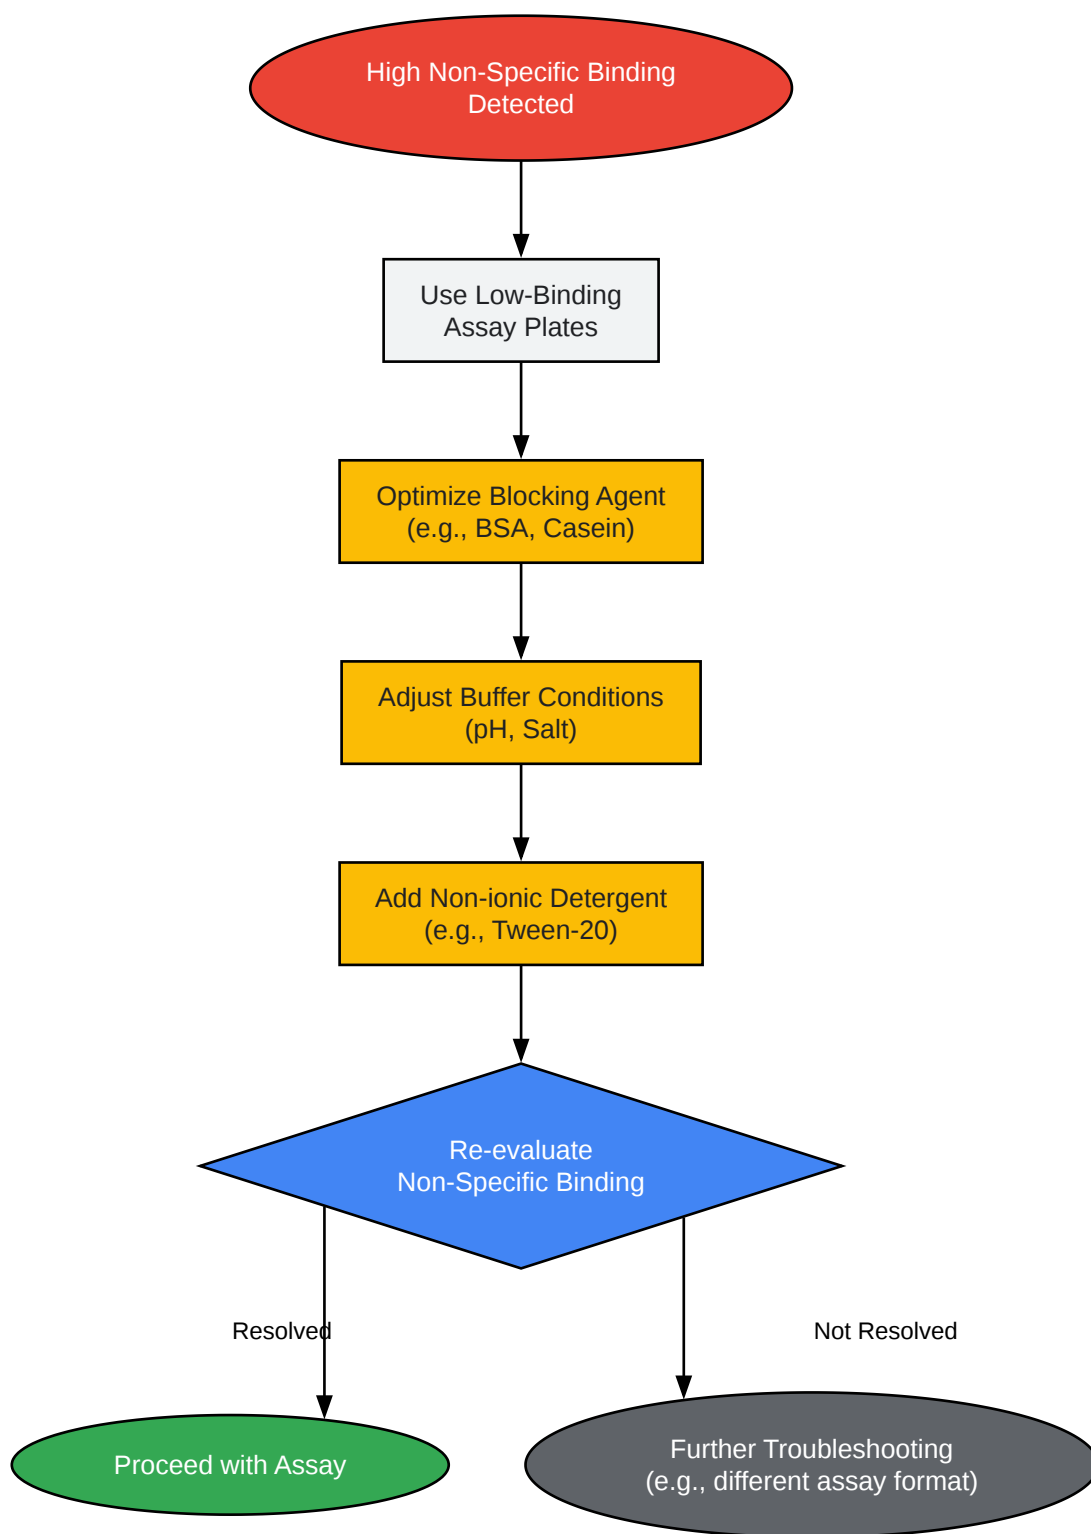 High Non-Specific Binding
Detected
Use Low-Binding
Assay Plates
Optimize Blocking Agent
(e.g., BSA, Casein)
Adjust Buffer Conditions
(pH, Salt)
Add Non-ionic Detergent
(e.g., Tween-20)
Re-evaluate
Non-Specific Binding
Resolved
Not Resolved
Proceed with Assay
Further Troubleshooting
(e.g., different assay format)